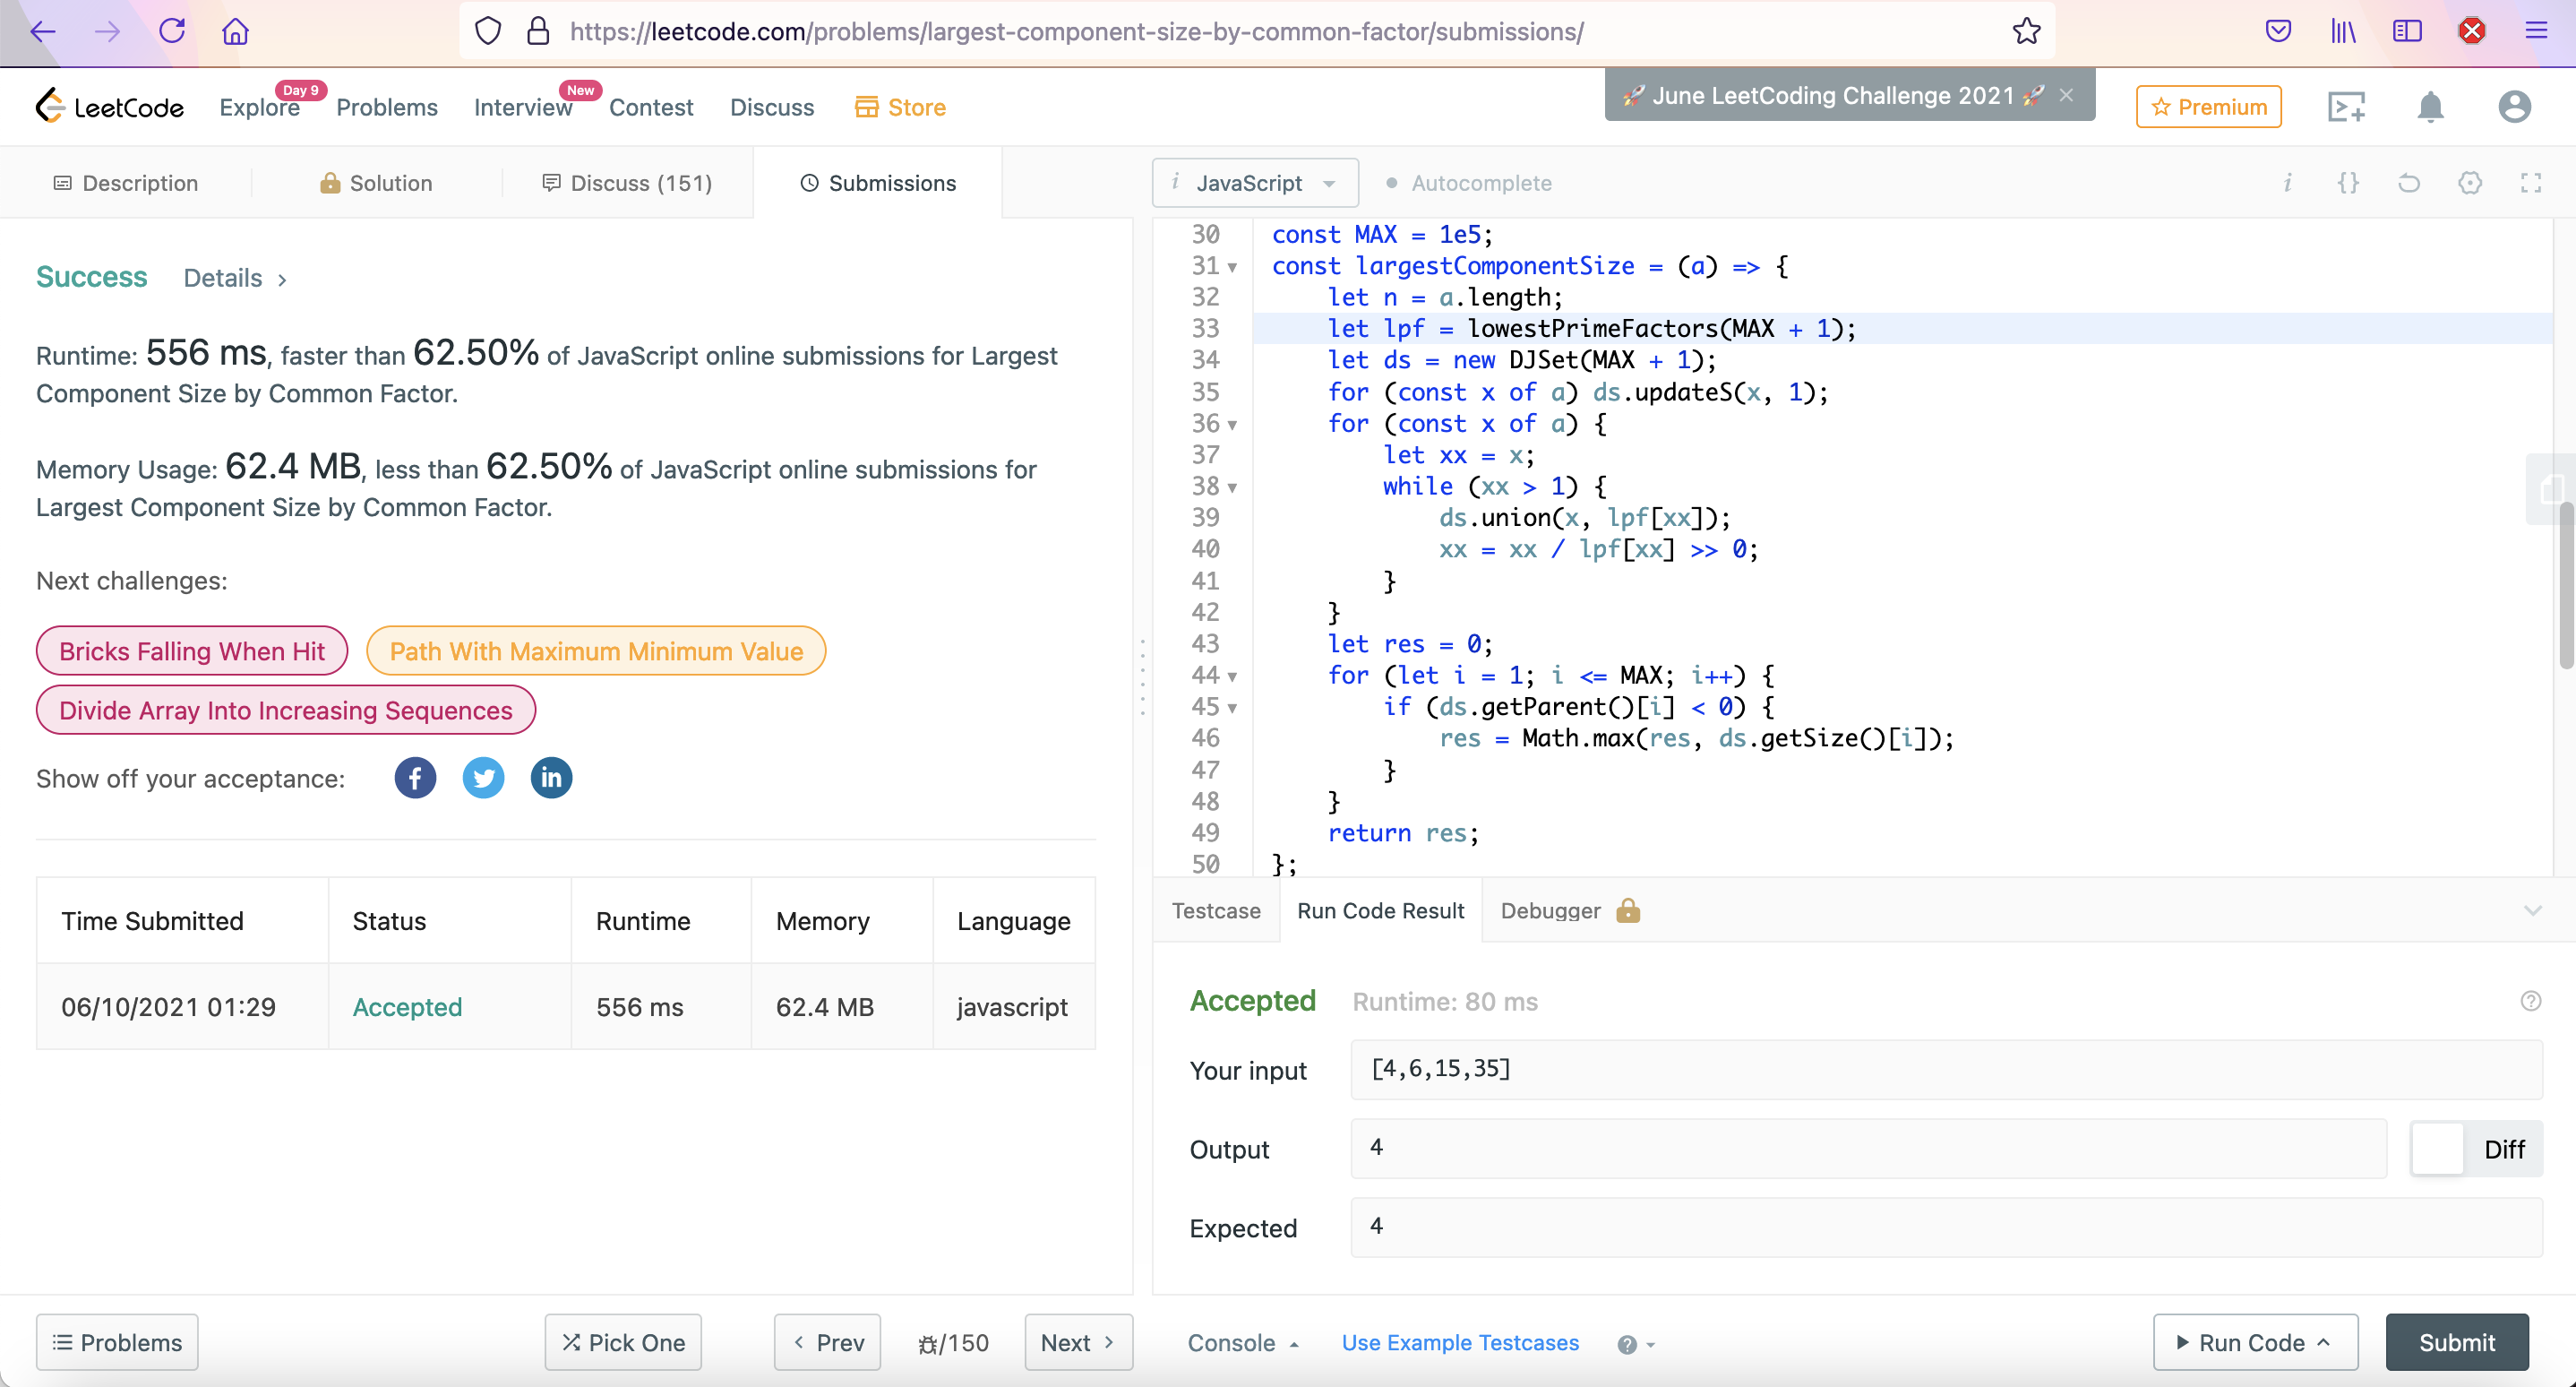 https://leetcode.com/problems/largest-component-size-by-common-factor/submissions/
LeetCode
Explore
Day 9
Problems
Interview
New
Contest
Discuss
Store
🚀 June LeetCoding Challenge 2021 🚀 ×
Premium
Description
Solution
Discuss (151)
Submissions
i JavaScript
Autocomplete
Success
Details >
Runtime: 556 ms, faster than 62.50% of JavaScript online submissions for Largest
Component Size by Common Factor.
Memory Usage: 62.4 MB, less than 62.50% of JavaScript online submissions for
Largest Component Size by Common Factor.
Next challenges:
Bricks Falling When Hit
Path With Maximum Minimum Value
Divide Array Into Increasing Sequences
Show off your acceptance:
Time Submitted Status Runtime Memory Language
06/10/2021 01:29 Accepted 556 ms 62.4 MB javascript
30 const MAX = 1e5;
31 const largestComponentSize = (a) => {
32 let n = a.length;
33 let lpf = lowestPrimeFactors(MAX + 1);
34 let ds = new DJSet(MAX + 1);
35 for (const x of a) ds.updateS(x, 1);
36 for (const x of a) {
37 let xx = x;
38 while (xx > 1) {
39 ds.union(x, lpf[xx]);
40 xx = xx / lpf[xx] >> 0;
41 }
42 }
43 let res = 0;
44 for (let i = 1; i <= MAX; i++) {
45 if (ds.getParent()[i] < 0) {
46 res = Math.max(res, ds.getSize()[i]);
47 }
48 }
49 return res;
50 };
Testcase
Run Code Result
Debugger
Accepted Runtime: 80 ms
Your input [4,6,15,35]
Output 4
Diff
Expected 4
Problems
Pick One
< Prev
/150
Next >
Console
Use Example Testcases
Run Code
Submit